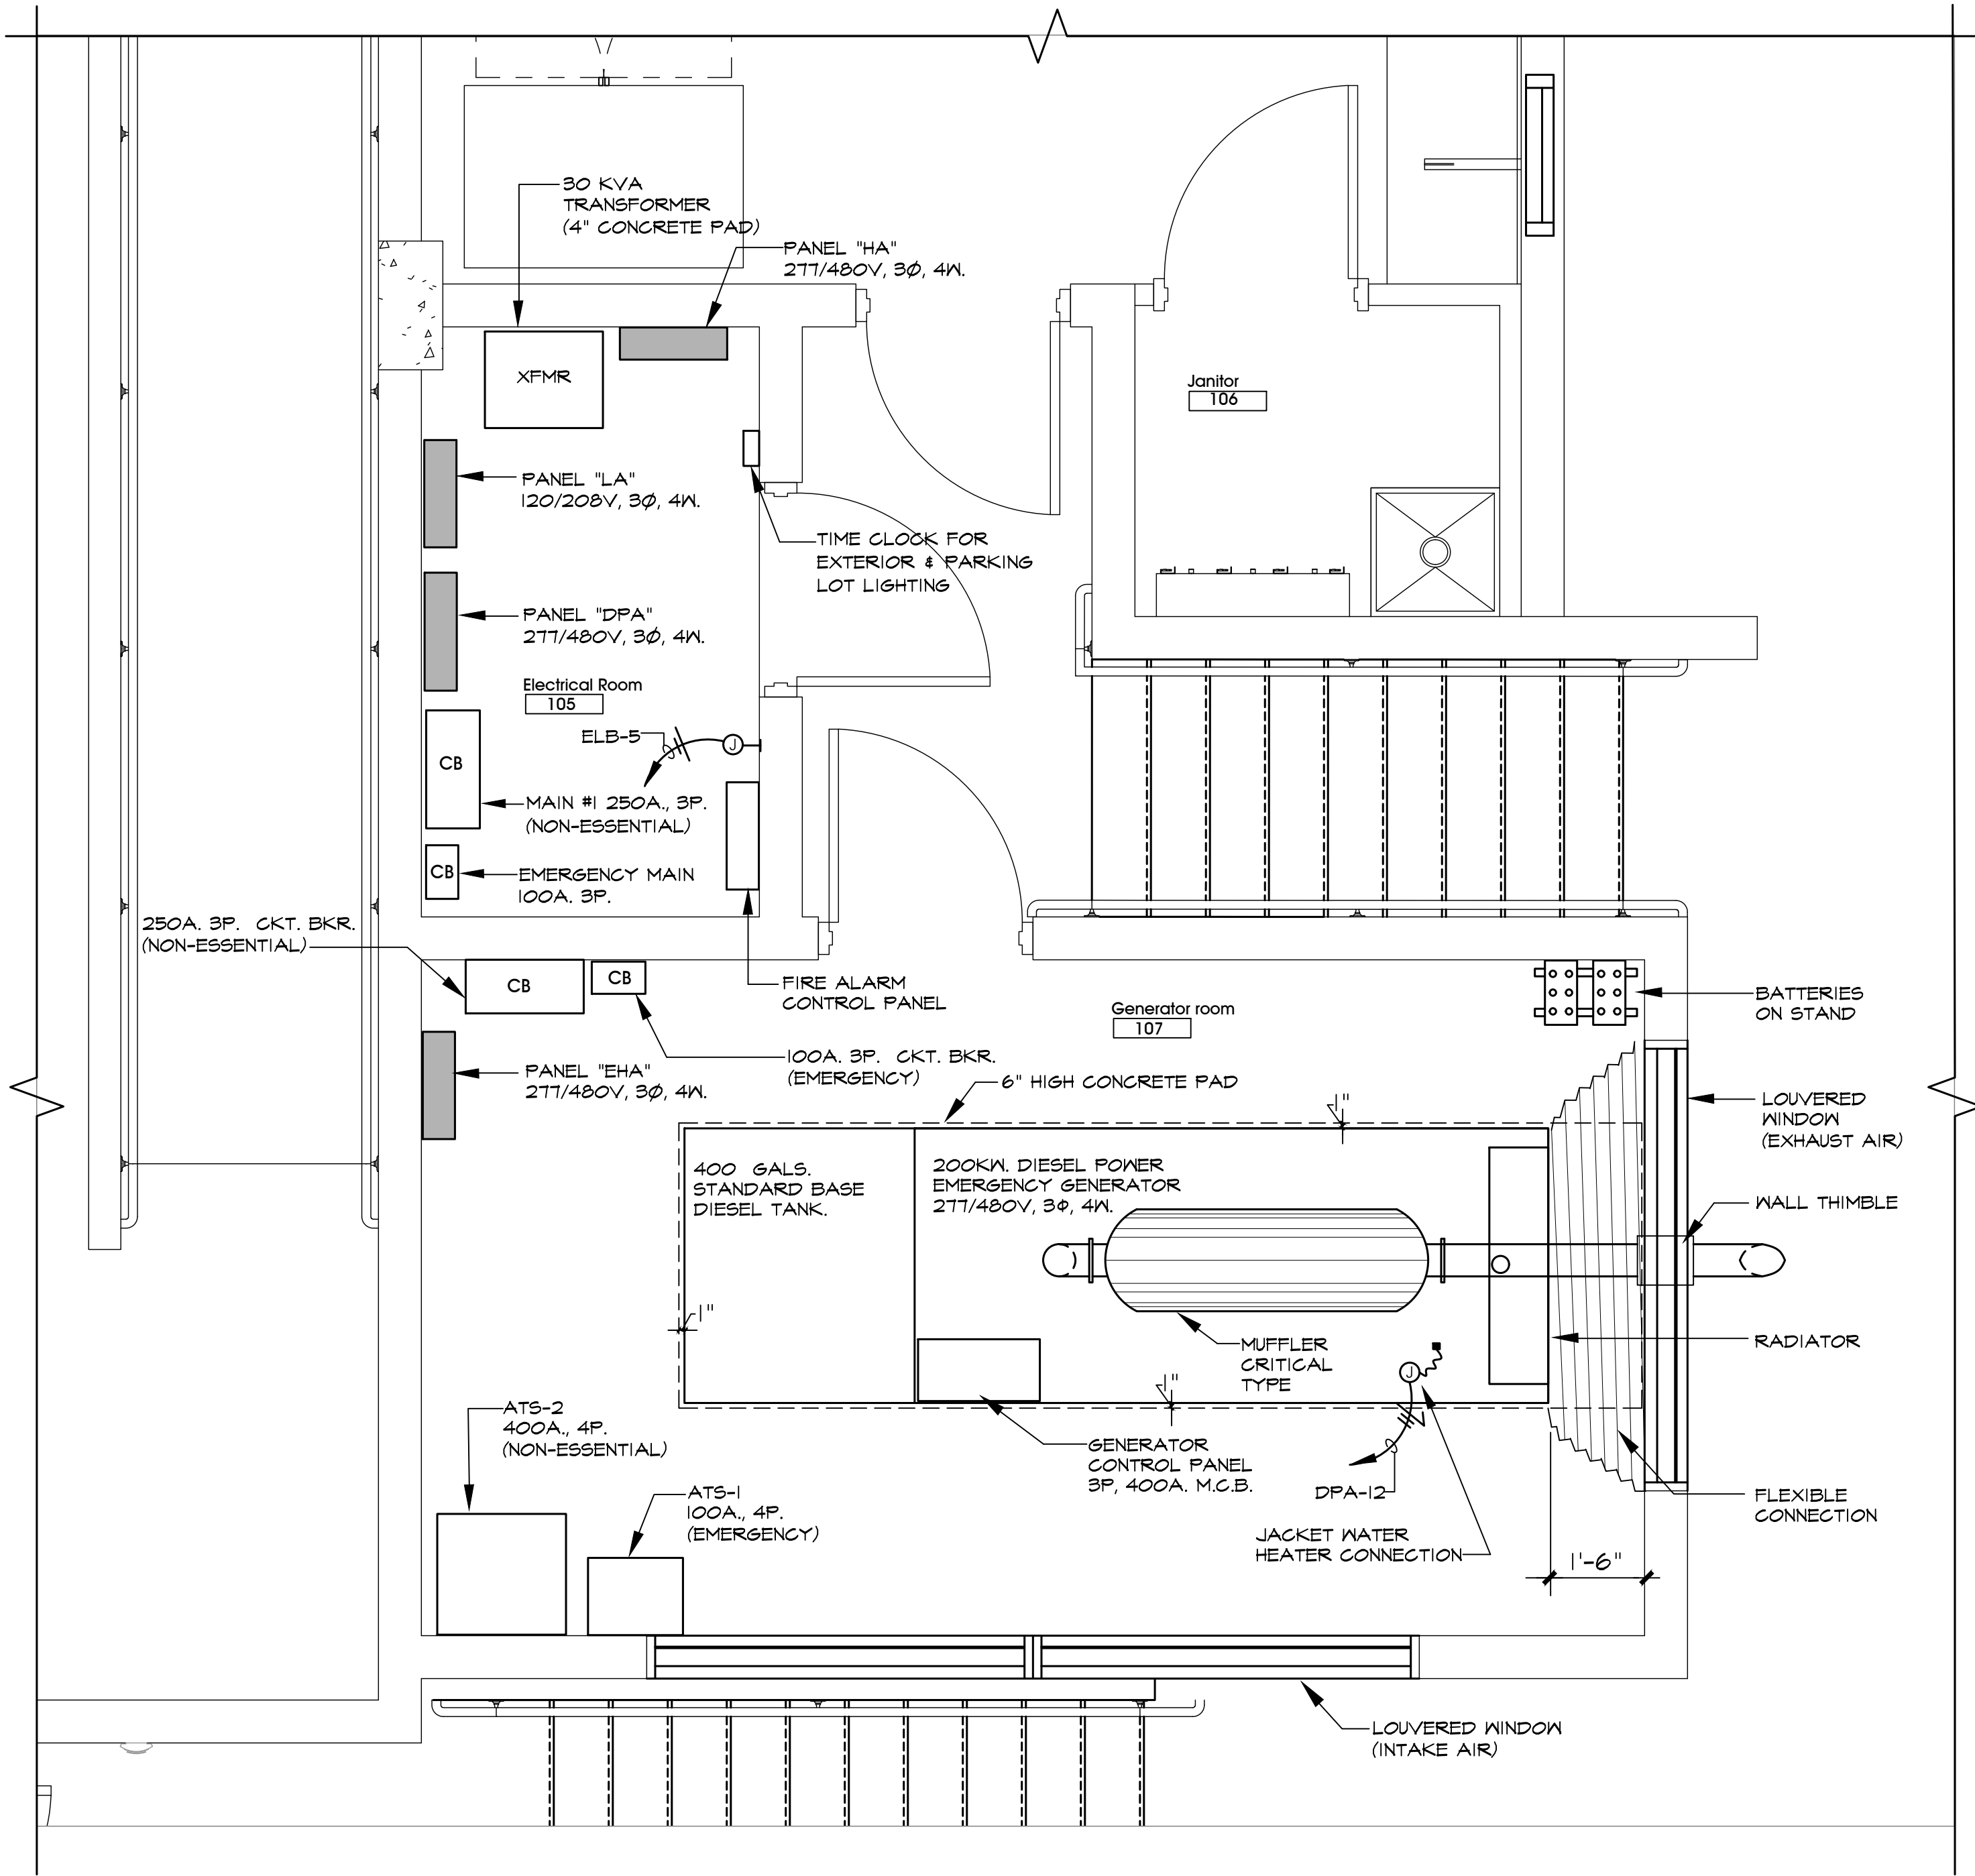 30 KVA
TRANSFORMER
(4" CONCRETE PAD)
PANEL "HA"
277/480V, 3Ø, 4W.
XFMR
Janitor
106
PANEL "LA"
120/208V, 3Ø, 4W.
TIME CLOCK FOR
EXTERIOR & PARKING
LOT LIGHTING
PANEL "DPA"
277/480V, 3Ø, 4W.
Electrical Room
105
ELB-5
J
CB
MAIN #1 250A., 3P.
(NON-ESSENTIAL)
CB
EMERGENCY MAIN
100A. 3P.
250A. 3P. CKT. BKR.
(NON-ESSENTIAL)
CB
CB
FIRE ALARM
CONTROL PANEL
Generator room
107
BATTERIES
ON STAND
100A. 3P. CKT. BKR.
(EMERGENCY)
PANEL "EHA"
277/480V, 3Ø, 4W.
6" HIGH CONCRETE PAD
1"
LOUVERED
WINDOW
(EXHAUST AIR)
400 GALS.
STANDARD BASE
DIESEL TANK.
200KW. DIESEL POWER
EMERGENCY GENERATOR
277/480V, 3Φ, 4W.
WALL THIMBLE
1"
MUFFLER
CRITICAL
TYPE
RADIATOR
J
1"
ATS-2
400A., 4P.
(NON-ESSENTIAL)
GENERATOR
CONTROL PANEL
3P, 400A. M.C.B.
DPA-12
ATS-1
100A., 4P.
(EMERGENCY)
FLEXIBLE
CONNECTION
JACKET WATER
HEATER CONNECTION
1'-6"
LOUVERED WINDOW
(INTAKE AIR)